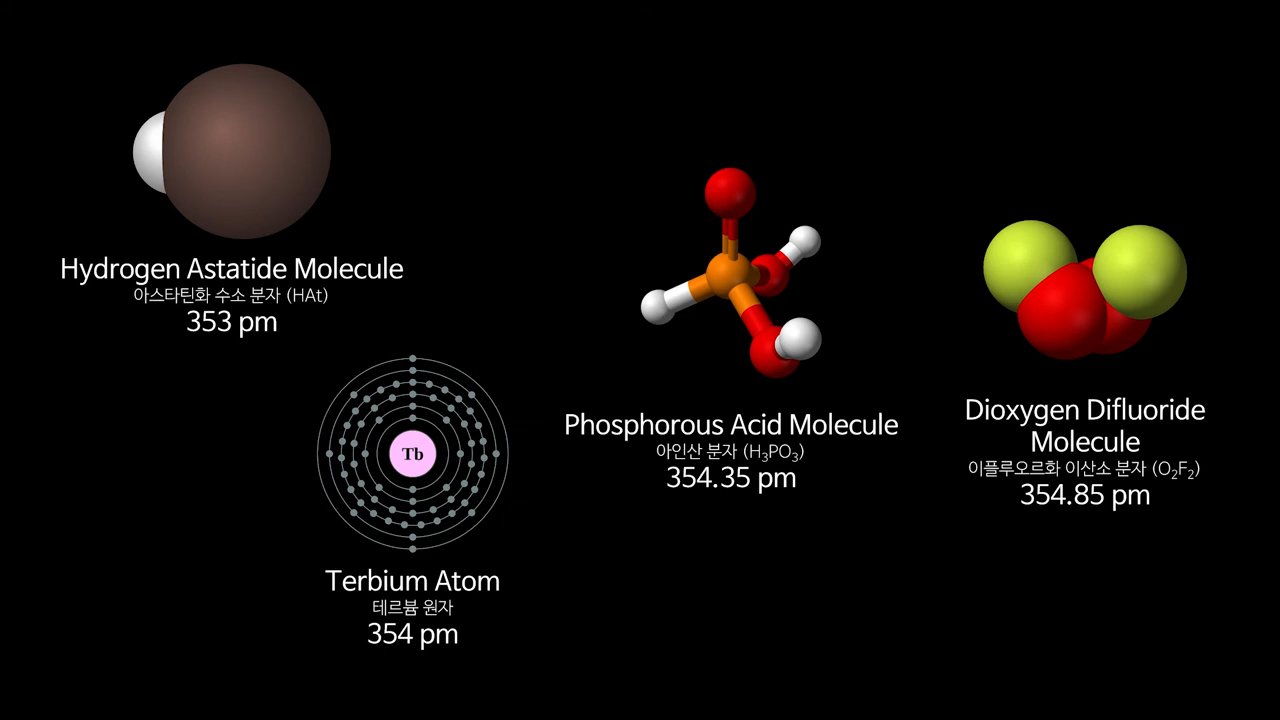 Hydrogen Astatide Molecule
아스타틴화 수소 분자 (HAt)
353 pm
Tb
Terbium Atom
테르븀 원자
354 pm
Phosphorous Acid Molecule
아인산 분자 (H₃PO₃)
354.35 pm
Dioxygen Difluoride
Molecule
이플루오르화 이산소 분자 (O₂F₂)
354.85 pm